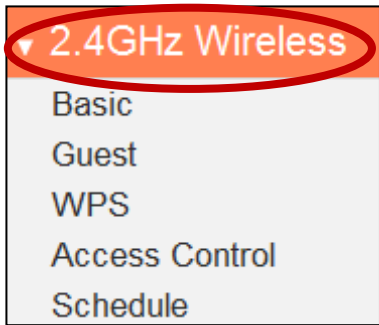 2.4GHz Wireless
Basic
Guest
WPS
Access Control
Schedule